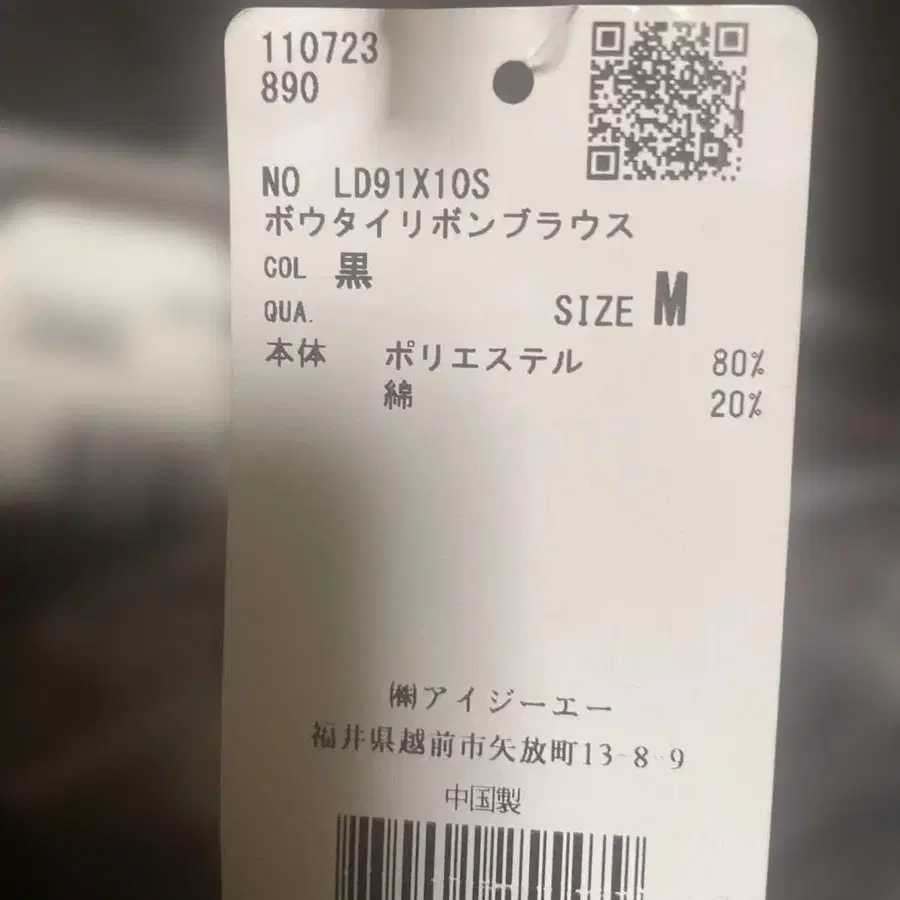 110723
890
NO LD91X10S
ボウタイリボンブラウス
COL 黒
QUA. SIZE M
本体 ポリエステル 80%
綿 20%
㈱アイジーエー
福井県越前市矢放町13-8-9
中国製